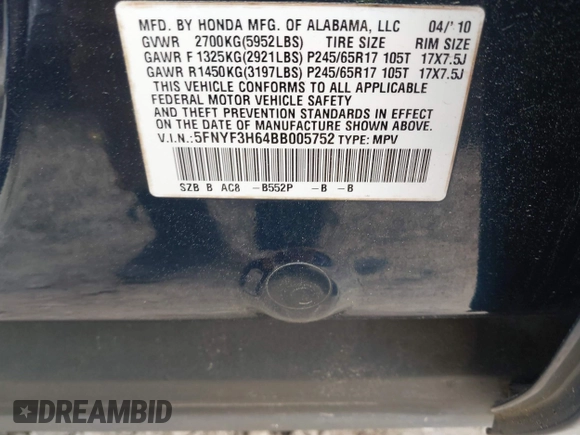 MFD. BY HONDA MFG. OF ALABAMA, LLC 04/'10
GVWR 2700KG(5952LBS) TIRE SIZE RIM SIZE
GAWR F 1325KG(2921LBS) P245/65R17 105T 17X7.5J
GAWR R 1450KG(3197LBS) P245/65R17 105T 17X7.5J
THIS VEHICLE CONFORMS TO ALL APPLICABLE
FEDERAL MOTOR VEHICLE SAFETY
AND THEFT PREVENTION STANDARDS IN EFFECT
ON THE DATE OF MANUFACTURE SHOWN ABOVE.
V.I.N.: 5FNYF3H64BB005752 TYPE: MPV
SZB B AC8 -B552P -B -B
DREAMBID